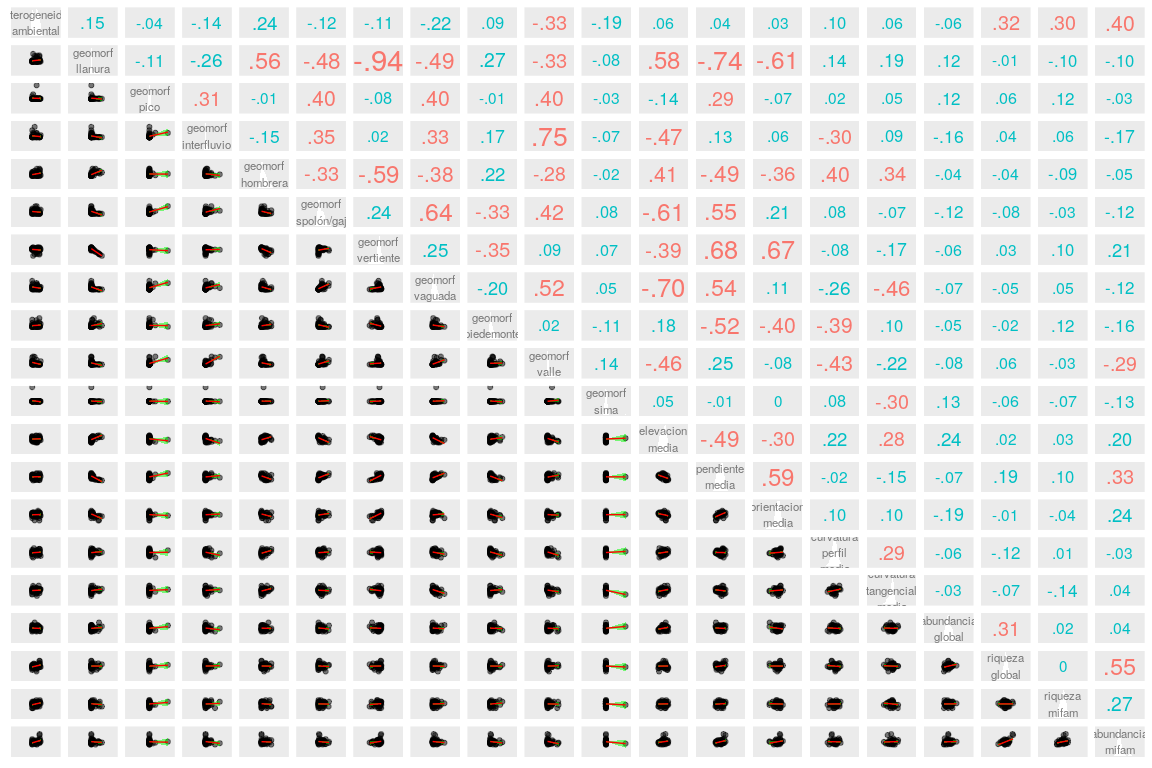 terogeneid .15 -.04 -.14 .24 -.12 -.11 -.22 .09 -.33 -.19 .06 .04 .03 .10 .06 -.06 .32 .30 .40
ambiental
geomorf -.11 -.26 .56 -.48 -.94 -.49 .27 -.33 -.08 .58 -.74 -.61 .14 .19 .12 -.01 -.10 -.10
llanura
geomorf .31 -.01 .40 -.08 .40 -.01 .40 -.03 -.14 .29 -.07 .02 .05 .12 .06 .12 -.03
pico
geomorf -.15 .35 .02 .33 .17 .75 -.07 -.47 .13 .06 -.30 .09 -.16 .04 .06 -.17
interfluvio
geomorf -.33 -.59 -.38 .22 -.28 -.02 .41 -.49 -.36 .40 .34 -.04 -.04 -.09 -.05
hombrera
geomorf .24 .64 -.33 .42 .08 -.61 .55 .21 .08 -.07 -.12 -.08 -.03 -.12
spolón/gaj
geomorf .25 -.35 .09 .07 -.39 .68 .67 -.08 -.17 -.06 .03 .10 .21
vertiente
geomorf -.20 .52 .05 -.70 .54 .11 -.26 -.46 -.07 -.05 .05 -.12
vaguada
geomorf .02 -.11 .18 -.52 -.40 -.39 .10 -.05 -.02 .12 -.16
piedemonte
geomorf .14 -.46 .25 -.08 -.43 -.22 -.08 .06 -.03 -.29
valle
geomorf .05 -.01 0 .08 -.30 .13 -.06 -.07 -.13
sima
elevacion -.49 -.30 .22 .28 .24 .02 .03 .20
media
pendiente .59 -.02 -.15 -.07 .19 .10 .33
media
orientacion .10 .10 -.19 -.01 -.04 .24
media
curvatura
perfil .29 -.06 -.12 .01 -.03
media
curvatura
tangencial -.03 -.07 -.14 .04
media
abundancia .31 .02 .04
global
riqueza 0 .55
global
riqueza .27
mifam
abundancia
mifam